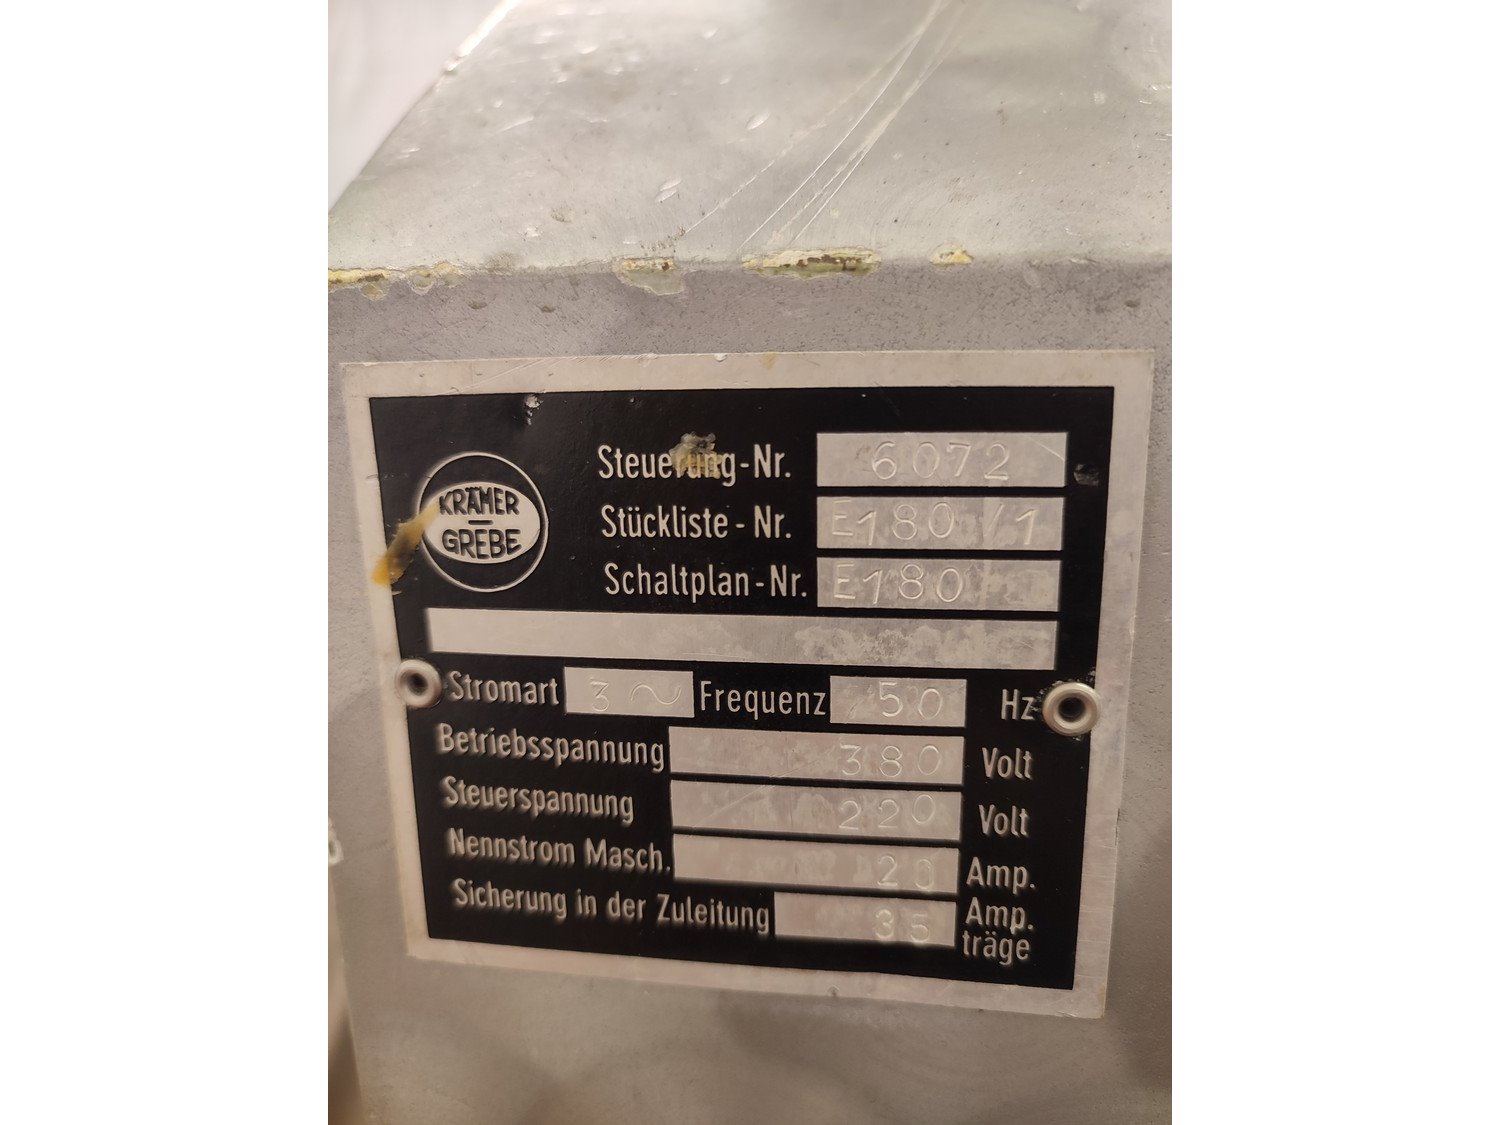 KRÄMER
GREBE
Steuerung-Nr. 6072
Stückliste - Nr. E180/1
Schaltplan-Nr. E180
Stromart 3~ Frequenz 50 Hz
Betriebsspannung 380 Volt
Steuerspannung 220 Volt
Nennstrom Masch. 20 Amp.
Sicherung in der Zuleitung 35 Amp. träge